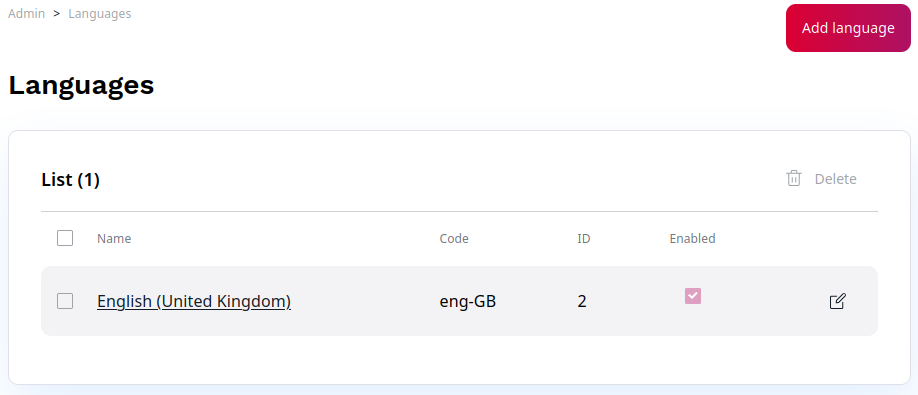 Admin > Languages
Add language
Languages
List (1)
Delete
Name Code ID Enabled
English (United Kingdom) eng-GB 2